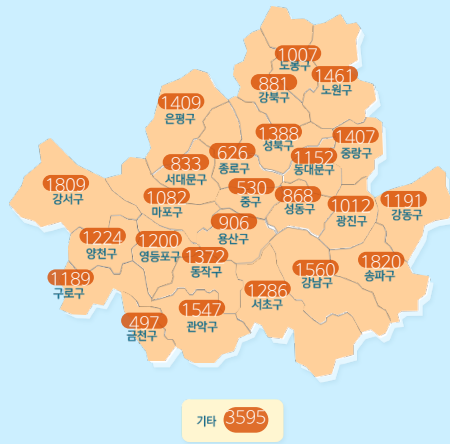 1007
노봉구
881
강북구
1461
노원구
1409
은평구
1388
성북구
1407
중랑구
626
종로구
1152
동대문구
833
서대문구
1809
강서구
1082
마포구
530
중구
868
성동구
1012
광진구
1191
강동구
906
용산구
1224
양천구
1200
영등포구
1372
동작구
1189
구로구
1286
서초구
1560
강남구
1820
송파구
497
금천구
1547
관악구
기타 3595